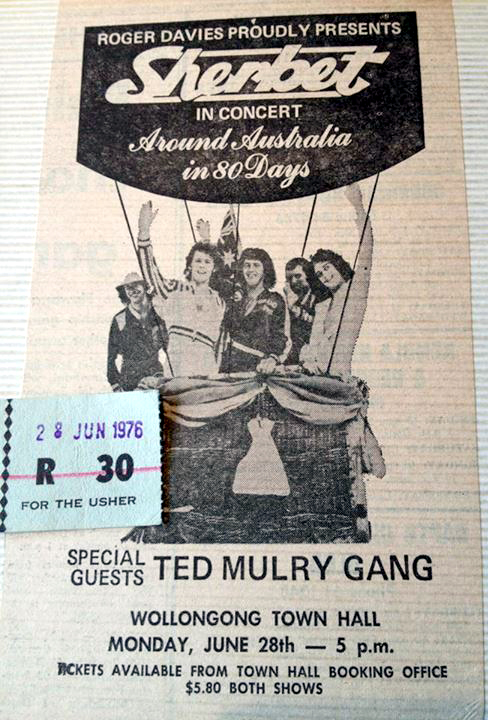 ROGER DAVIES PROUDLY PRESENTS
Sherbet
IN CONCERT
Around Australia
in 80 Days
28 JUN 1976
R 30
FOR THE USHER
SPECIAL GUESTS TED MULRY GANG
WOLLONGONG TOWN HALL
MONDAY, JUNE 28th — 5 p.m.
TICKETS AVAILABLE FROM TOWN HALL BOOKING OFFICE
$5.80 BOTH SHOWS